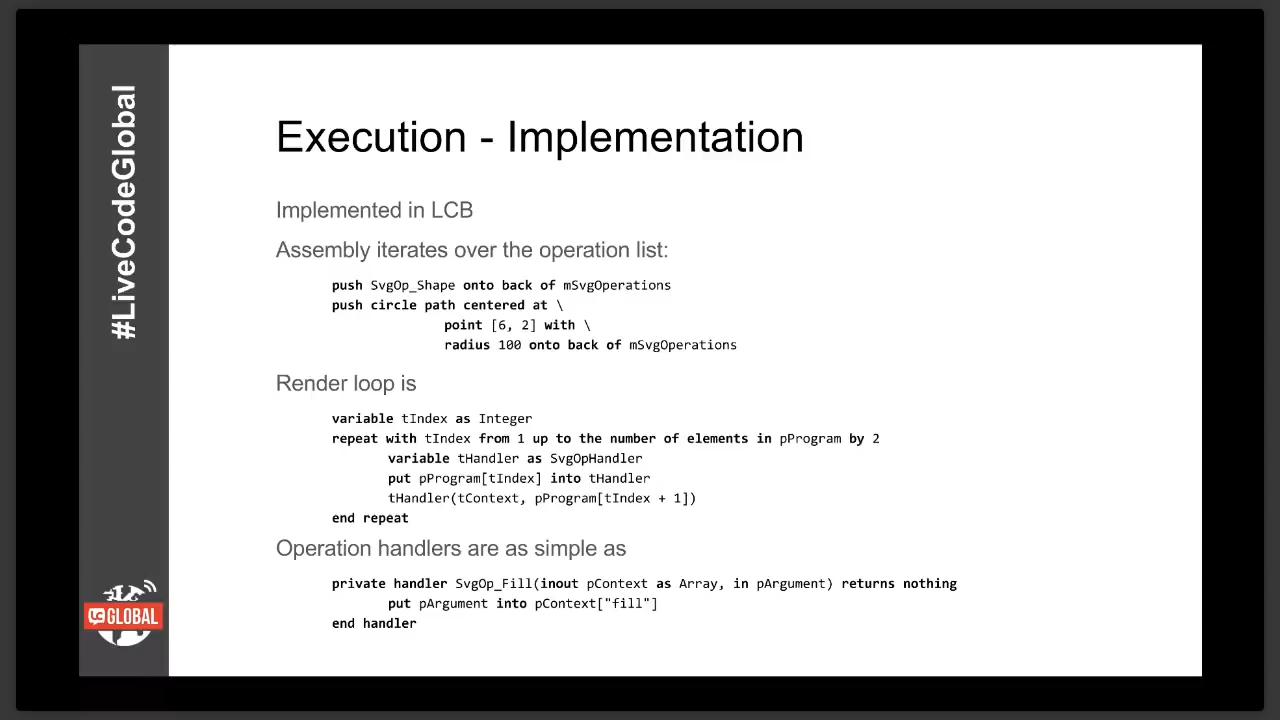 #LiveCodeGlobal
Execution - Implementation
Implemented in LCB
Assembly iterates over the operation list:
push SvgOp_Shape onto back of mSvgOperations
push circle path centered at \
point [6, 2] with \
radius 100 onto back of mSvgOperations
Render loop is
variable tIndex as Integer
repeat with tIndex from 1 up to the number of elements in pProgram by 2
variable tHandler as SvgOpHandler
put pProgram[tIndex] into tHandler
tHandler(tContext, pProgram[tIndex + 1])
end repeat
Operation handlers are as simple as
private handler SvgOp_Fill(inout pContext as Array, in pArgument) returns nothing
put pArgument into pContext["fill"]
end handler
GLOBAL